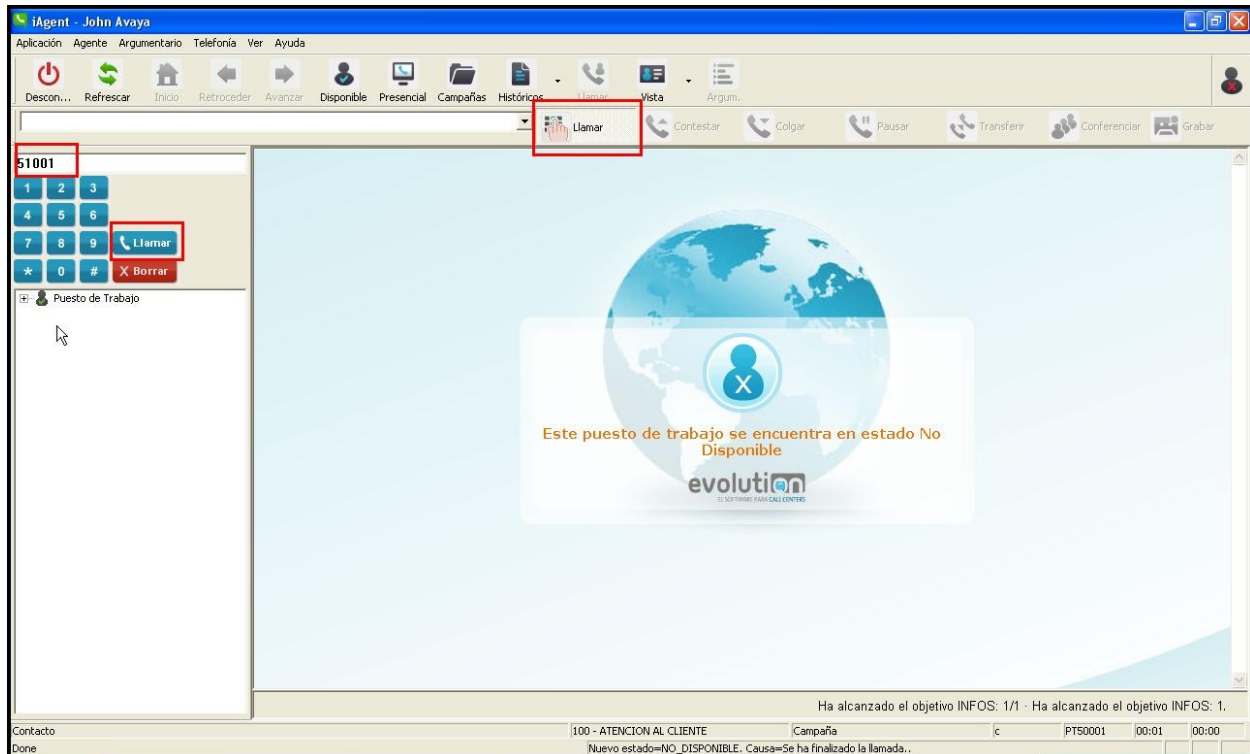 iAgent - John Avaya
Aplicación Agente Argumentario Telefonía Ver Ayuda
Descon... Refrescar Inicio Retroceder Avanzar Disponible Presencial Campañas Históricos Llamar Vista Argum.
Llamar Contestar Colgar Pausar Transferir Conferenciar Grabar
51001
1 2 3
4 5 6
7 8 9 Llamar
* 0 # X Borrar
Puesto de Trabajo
X
Este puesto de trabajo se encuentra en estado No
Disponible
evolution
EL SOFTWARE PARA CALL CENTERS
Ha alcanzado el objetivo INFOS: 1/1 · Ha alcanzado el objetivo INFOS: 1.
Contacto 100 - ATENCION AL CLIENTE Campaña c PT50001 00:01 00:00
Done Nuevo estado=NO_DISPONIBLE. Causa=Se ha finalizado la llamada..